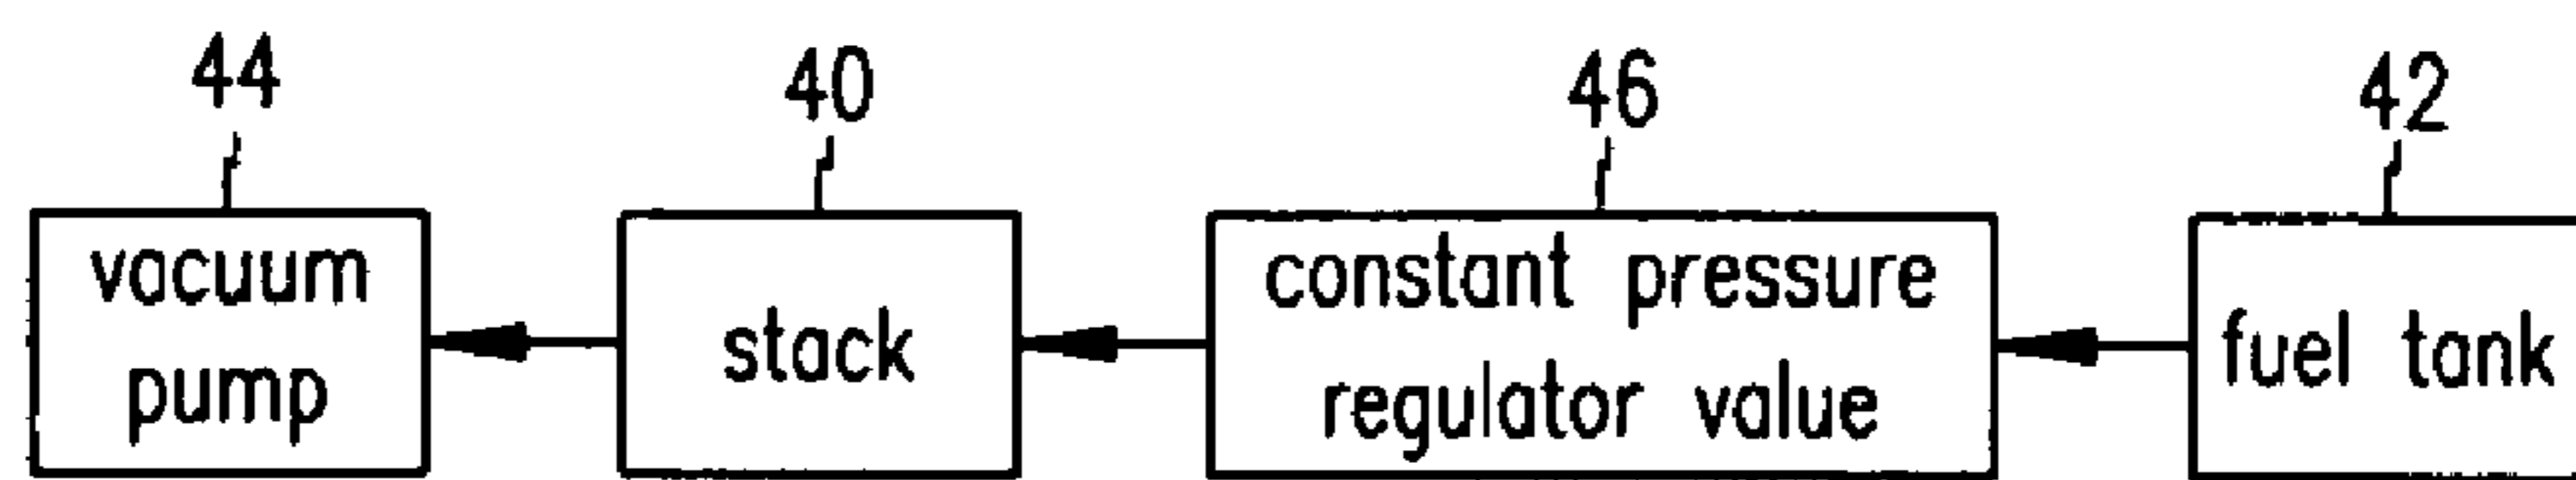 44
40
46
42
vacuum
pump
stack
constant pressure
regulator value
fuel tank